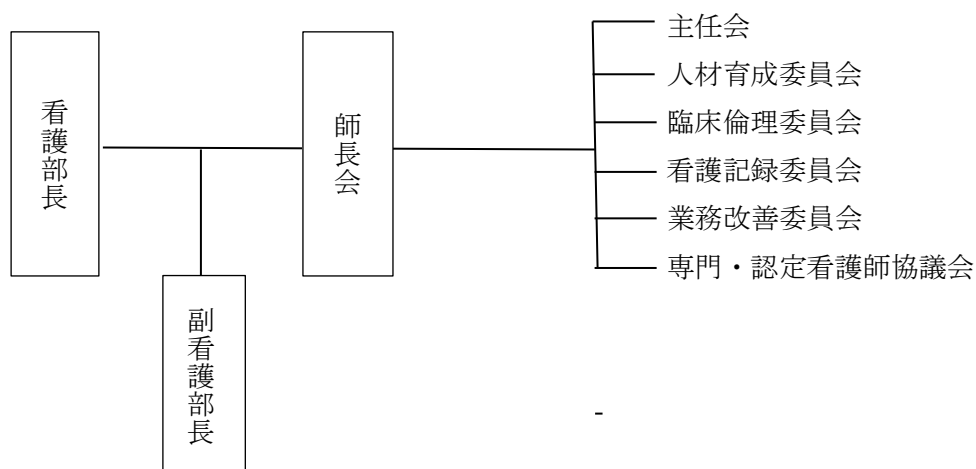 看護部長
師長会
副看護部長
主任会
人材育成委員会
臨床倫理委員会
看護記録委員会
業務改善委員会
専門・認定看護師協議会
-